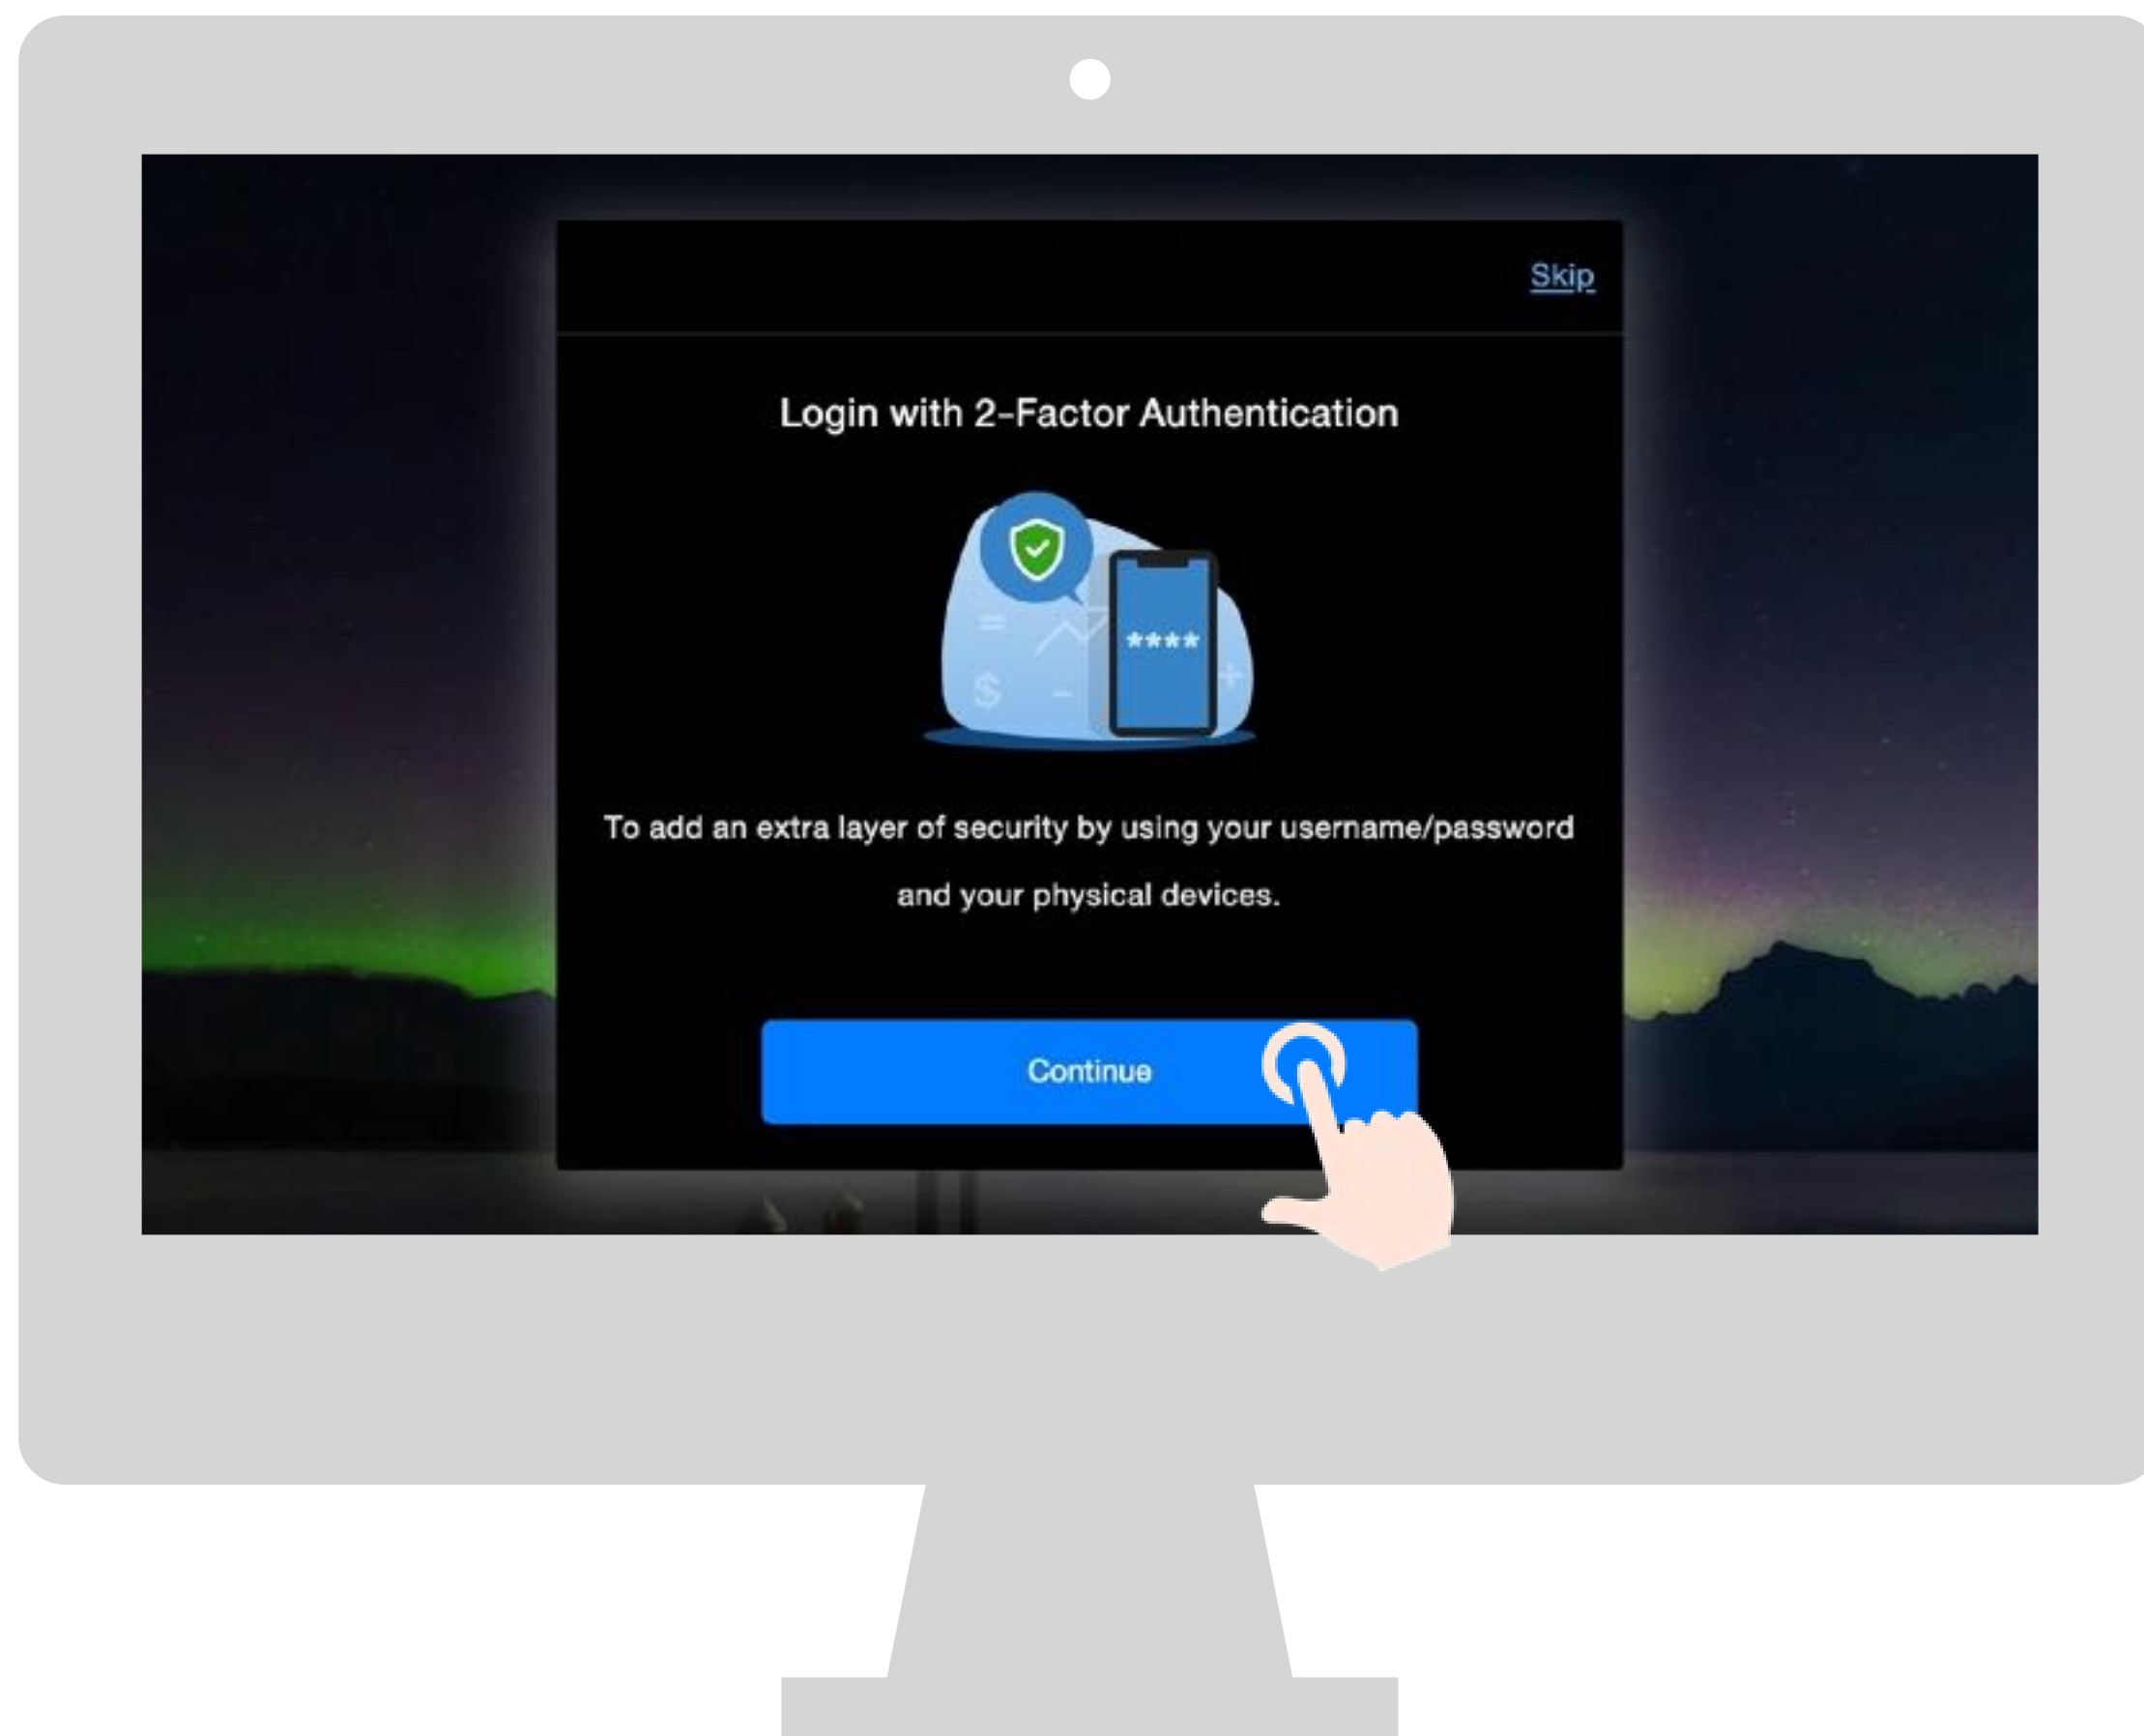 Skip
Login with 2-Factor Authentication
= 
****
$ - +
To add an extra layer of security by using your username/password
and your physical devices.
Continue